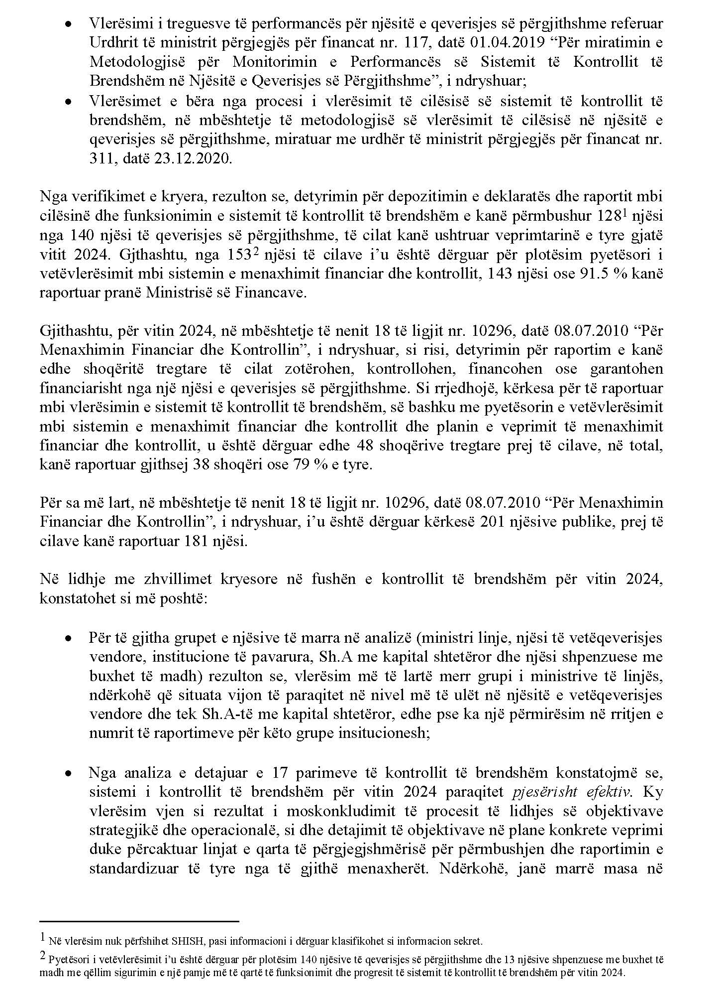 • Vlerësimi i treguesve të performancës për njësitë e qeverisjes së përgjithshme referuar
Urdhrit të ministrit përgjegjës për financat nr. 117, datë 01.04.2019 “Për miratimin e
Metodologjisë për Monitorimin e Performancës së Sistemit të Kontrollit të
Brendshëm në Njësitë e Qeverisjes së Përgjithshme”, i ndryshuar;
• Vlerësimet e bëra nga procesi i vlerësimit të cilësisë së sistemit të kontrollit të
brendshëm, në mbështetje të metodologjisë së vlerësimit të cilësisë në njësitë e
qeverisjes së përgjithshme, miratuar me urdhër të ministrit përgjegjës për financat nr.
311, datë 23.12.2020.
Nga verifikimet e kryera, rezulton se, detyrimin për depozitimin e deklaratës dhe raportit mbi
cilësinë dhe funksionimin e sistemit të kontrollit të brendshëm e kanë përmbushur 128¹ njësi
nga 140 njësi të qeverisjes së përgjithshme, të cilat kanë ushtruar veprimtarinë e tyre gjatë
vitit 2024. Gjthashtu, nga 153² njësi të cilave i’u është dërguar për plotësim pyetësori i
vetëvlerësimit mbi sistemin e menaxhimit financiar dhe kontrollit, 143 njësi ose 91.5 % kanë
raportuar pranë Ministrisë së Financave.
Gjithashtu, për vitin 2024, në mbështetje të nenit 18 të ligjit nr. 10296, datë 08.07.2010 “Për
Menaxhimin Financiar dhe Kontrollin”, i ndryshuar, si risi, detyrimin për raportim e kanë
edhe shoqëritë tregtare të cilat zotërohen, kontrollohen, financohen ose garantohen
financiarisht nga një njësi e qeverisjes së përgjithshme. Si rrjedhojë, kërkesa për të raportuar
mbi vlerësimin e sistemit të kontrollit të brendshëm, së bashku me pyetësorin e vetëvlerësimit
mbi sistemin e menaxhimit financiar dhe kontrollit dhe planin e veprimit të menaxhimit
financiar dhe kontrollit, u është dërguar edhe 48 shoqërive tregtare prej të cilave, në total,
kanë raportuar gjithsej 38 shoqëri ose 79 % e tyre.
Për sa më lart, në mbështetje të nenit 18 të ligjit nr. 10296, datë 08.07.2010 “Për Menaxhimin
Financiar dhe Kontrollin”, i ndryshuar, i’u është dërguar kërkesë 201 njësive publike, prej të
cilave kanë raportuar 181 njësi.
Në lidhje me zhvillimet kryesore në fushën e kontrollit të brendshëm për vitin 2024,
konstatohet si më poshtë:
• Për të gjitha grupet e njësive të marra në analizë (ministri linje, njësi të vetëqeverisjes
vendore, institucione të pavarura, Sh.A me kapital shtetëror dhe njësi shpenzuese me
buxhet të madh) rezulton se, vlerësim më të lartë merr grupi i ministrive të linjës,
ndërkohë që situata vijon të paraqitet në nivel më të ulët në njësitë e vetëqeverisjes
vendore dhe tek Sh.A-të me kapital shtetëror, edhe pse ka një përmirësim në rritjen e
numrit të raportimeve për këto grupe insitucionesh;
• Nga analiza e detajuar e 17 parimeve të kontrollit të brendshëm konstatojmë se,
sistemi i kontrollit të brendshëm për vitin 2024 paraqitet pjesërisht efektiv. Ky
vlerësim vjen si rezultat i moskonkludimit të procesit të lidhjes së objektivave
strategjikë dhe operacionalë, si dhe detajimit të objektivave në plane konkrete veprimi
duke përcaktuar linjat e qarta të përgjegjshmërisë për përmbushjen dhe raportimin e
standardizuar të tyre nga të gjithë menaxherët. Ndërkohë, janë marrë masa në
1 Në vlerësim nuk përfshihet SHISH, pasi informacioni i dërguar klasifikohet si informacion sekret.
2 Pyetësori i vetëvlerësimit i’u është dërguar për plotësim 140 njësive të qeverisjes së përgjithshme dhe 13 njësive shpenzuese me buxhet të
madh me qëllim sigurimin e një pamje më të qartë të funksionimit dhe progresit të sistemit të kontrollit të brendshëm për vitin 2024.